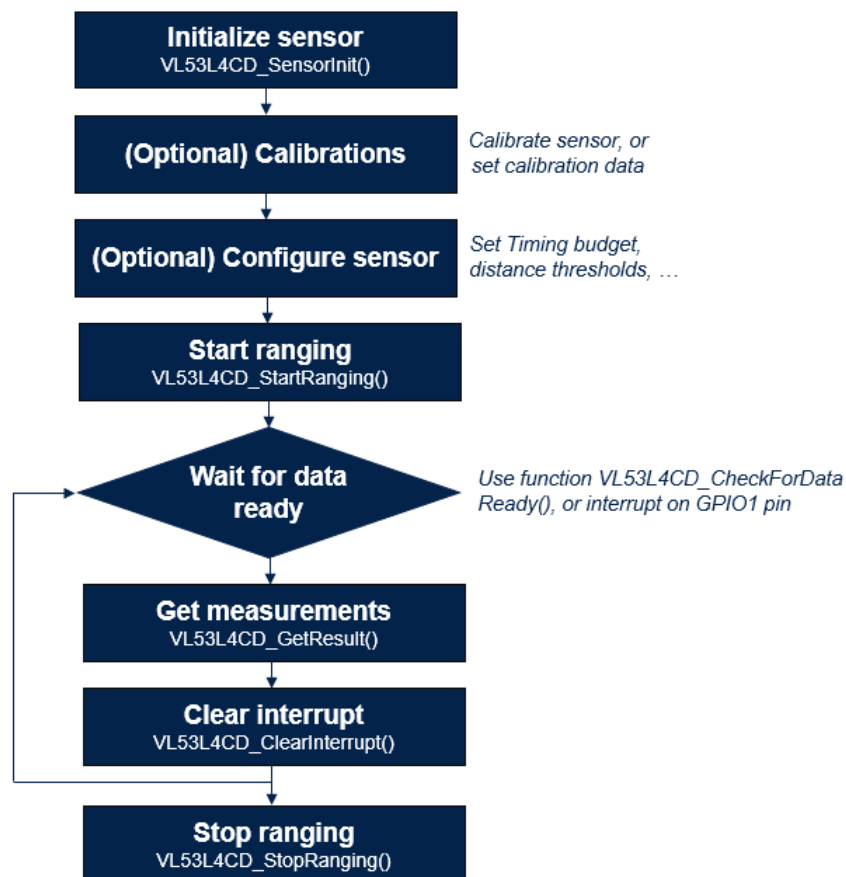 Initialize sensor
VL53L4CD_SensorInit()
(Optional) Calibrations
Calibrate sensor, or
set calibration data
(Optional) Configure sensor
Set Timing budget,
distance thresholds, …
Start ranging
VL53L4CD_StartRanging()
Wait for data
ready
Use function VL53L4CD_CheckForData
Ready(), or interrupt on GPIO1 pin
Get measurements
VL53L4CD_GetResult()
Clear interrupt
VL53L4CD_ClearInterrupt()
Stop ranging
VL53L4CD_StopRanging()